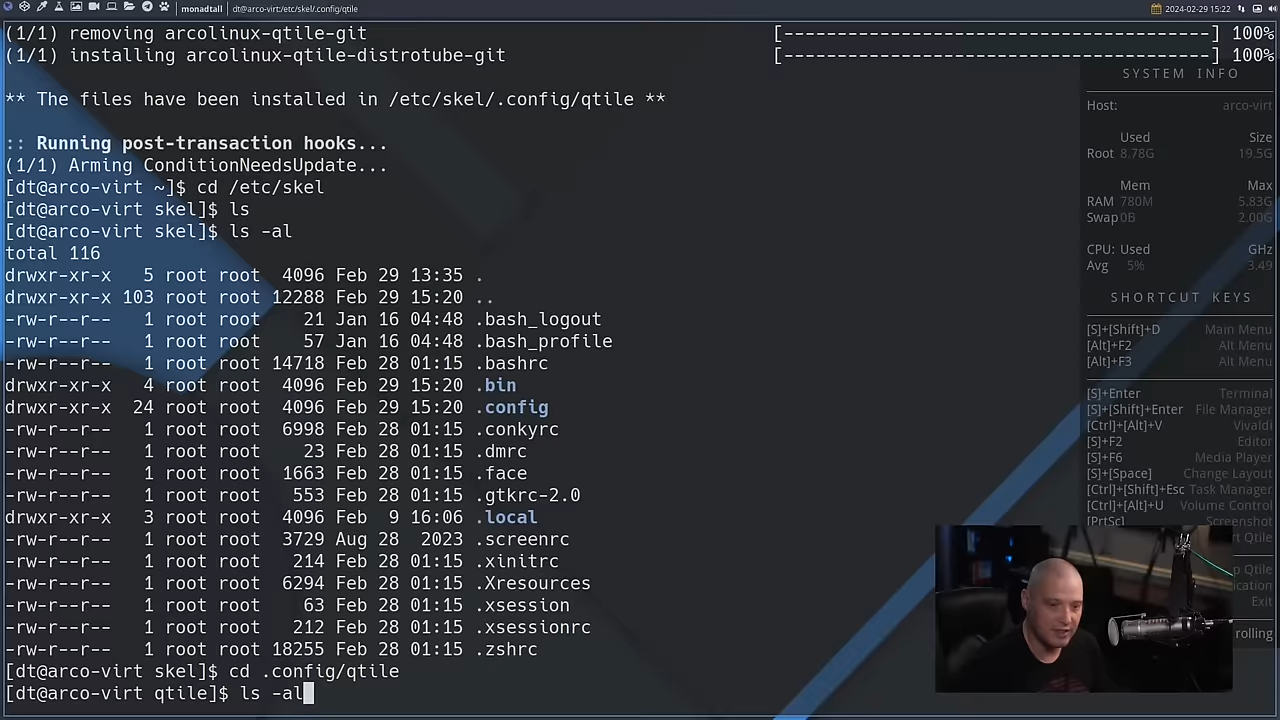 monadtall dt@arco-virt:/etc/skel/.config/qtile 2024-02-29 15:22
(1/1) removing arcolinux-qtile-git [----------------------------------------] 100%
(1/1) installing arcolinux-qtile-distrotube-git [----------------------------------------] 100%
** The files have been installed in /etc/skel/.config/qtile **
:: Running post-transaction hooks...
(1/1) Arming ConditionNeedsUpdate...
[dt@arco-virt ~]$ cd /etc/skel
[dt@arco-virt skel]$ ls
[dt@arco-virt skel]$ ls -al
total 116
drwxr-xr-x 5 root root 4096 Feb 29 13:35 .
drwxr-xr-x 103 root root 12288 Feb 29 15:20 ..
-rw-r--r-- 1 root root 21 Jan 16 04:48 .bash_logout
-rw-r--r-- 1 root root 57 Jan 16 04:48 .bash_profile
-rw-r--r-- 1 root root 14718 Feb 28 01:15 .bashrc
drwxr-xr-x 4 root root 4096 Feb 29 15:20 .bin
drwxr-xr-x 24 root root 4096 Feb 29 15:20 .config
-rw-r--r-- 1 root root 6998 Feb 28 01:15 .conkyrc
-rw-r--r-- 1 root root 23 Feb 28 01:15 .dmrc
-rw-r--r-- 1 root root 1663 Feb 28 01:15 .face
-rw-r--r-- 1 root root 553 Feb 28 01:15 .gtkrc-2.0
drwxr-xr-x 3 root root 4096 Feb 9 16:06 .local
-rw-r--r-- 1 root root 3729 Aug 28 2023 .screenrc
-rw-r--r-- 1 root root 214 Feb 28 01:15 .xinitrc
-rw-r--r-- 1 root root 6294 Feb 28 01:15 .Xresources
-rw-r--r-- 1 root root 63 Feb 28 01:15 .xsession
-rw-r--r-- 1 root root 212 Feb 28 01:15 .xsessionrc
-rw-r--r-- 1 root root 18255 Feb 28 01:15 .zshrc
[dt@arco-virt skel]$ cd .config/qtile
[dt@arco-virt qtile]$ ls -al
SYSTEM INFO
Host: arco-virt
Used Size
Root 8.78G 19.5G
Mem Max
RAM 780M 5.83G
Swap 0B 2.00G
CPU: Used GHz
Avg 5% 3.49
SHORTCUT KEYS
[S]+[Shift]+D Main Menu
[Alt]+F2 Alt Menu
[Alt]+F3 Alt Menu
[S]+Enter Terminal
[S]+[Shift]+Enter File Manager
[Ctrl]+[Alt]+V Vivaldi
[S]+F2 Editor
[S]+F6 Media Player
[S]+[Space] Change Layout
[Ctrl]+[Shift]+Esc Task Manager
[Ctrl]+[Alt]+U Volume Control
[PrtSc] Screenshot
Qtile
Qtile
Exit
rolling